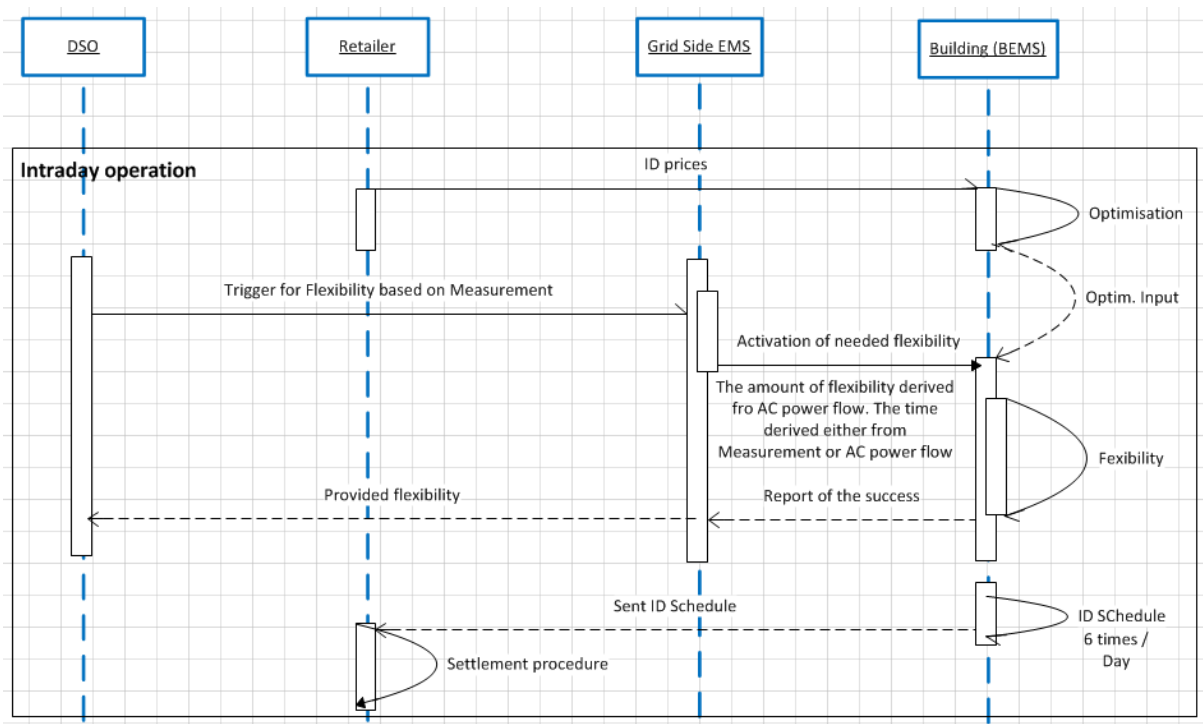 DSO
Retailer
Grid Side EMS
Building (BEMS)
Intraday operation
ID prices
Optimisation
Trigger for Flexibility based on Measurement
Optim. Input
Activation of needed flexibility
The amount of flexibility derived
fro AC power flow. The time
derived either from
Measurement or AC power flow
Fexibility
Provided flexibility
Report of the success
Sent ID Schedule
ID SChedule
6 times /
Day
Settlement procedure